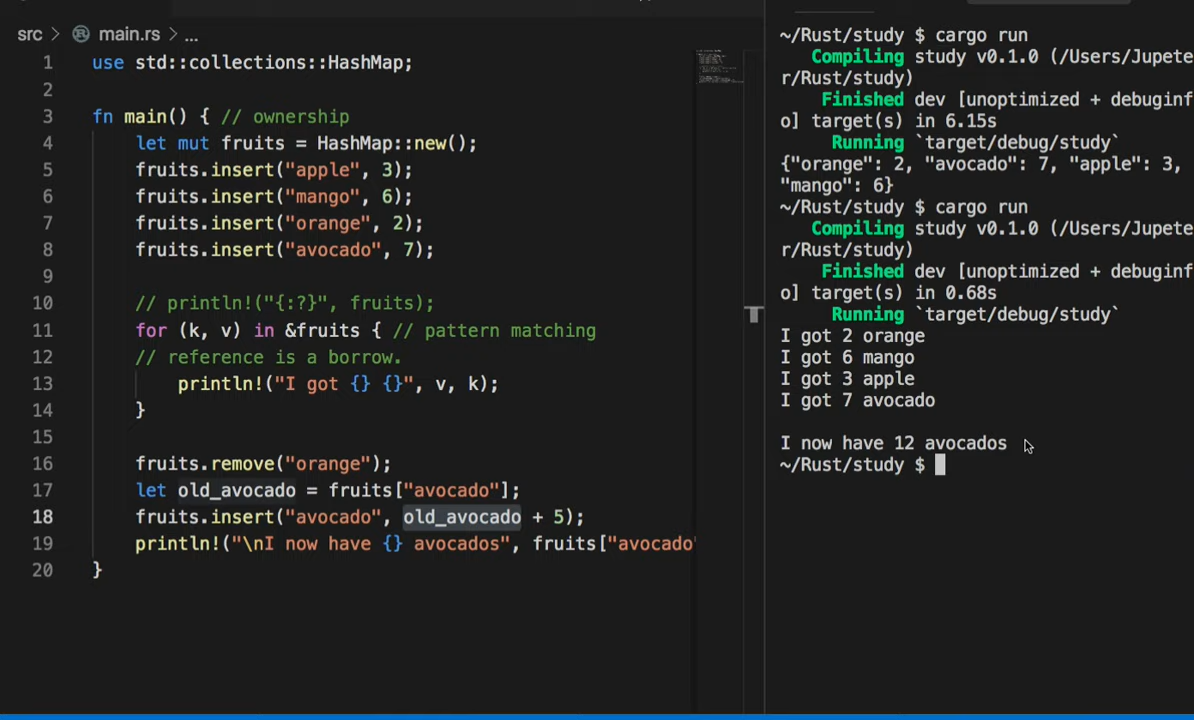 src > main.rs > ...
1 use std::collections::HashMap;
2
3 fn main() { // ownership
4 let mut fruits = HashMap::new();
5 fruits.insert("apple", 3);
6 fruits.insert("mango", 6);
7 fruits.insert("orange", 2);
8 fruits.insert("avocado", 7);
9
10 // println!("{:?}", fruits);
11 for (k, v) in &fruits { // pattern matching
12 // reference is a borrow.
13 println!("I got {} {}", v, k);
14 }
15
16 fruits.remove("orange");
17 let old_avocado = fruits["avocado"];
18 fruits.insert("avocado", old_avocado + 5);
19 println!("\nI now have {} avocados", fruits["avocado"
20 }
~/Rust/study $ cargo run
Compiling study v0.1.0 (/Users/Jupete
r/Rust/study)
Finished dev [unoptimized + debuginf
o] target(s) in 6.15s
Running `target/debug/study`
{"orange": 2, "avocado": 7, "apple": 3,
"mango": 6}
~/Rust/study $ cargo run
Compiling study v0.1.0 (/Users/Jupete
r/Rust/study)
Finished dev [unoptimized + debuginf
o] target(s) in 0.68s
Running `target/debug/study`
I got 2 orange
I got 6 mango
I got 3 apple
I got 7 avocado
I now have 12 avocados
~/Rust/study $